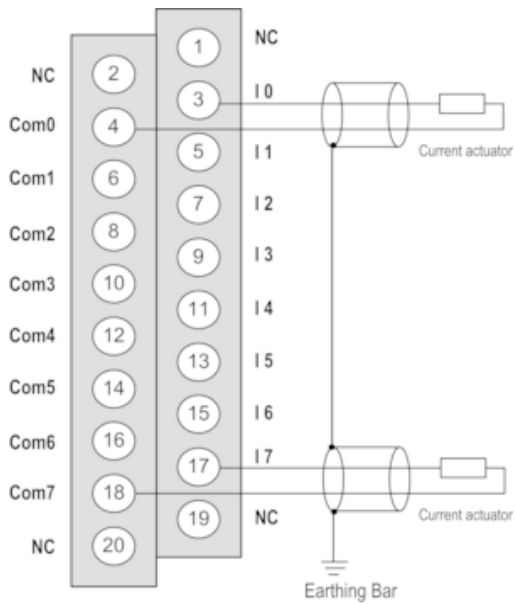 1 NC
NC 2
3 I 0
Com0 4
5 I 1
Current actuator
Com1 6
7 I 2
Com2 8
9 I 3
Com3 10
11 I 4
Com4 12
13 I 5
Com5 14
15 I 6
Com6 16
17 I 7
Com7 18
19 NC
Current actuator
NC 20
Earthing Bar